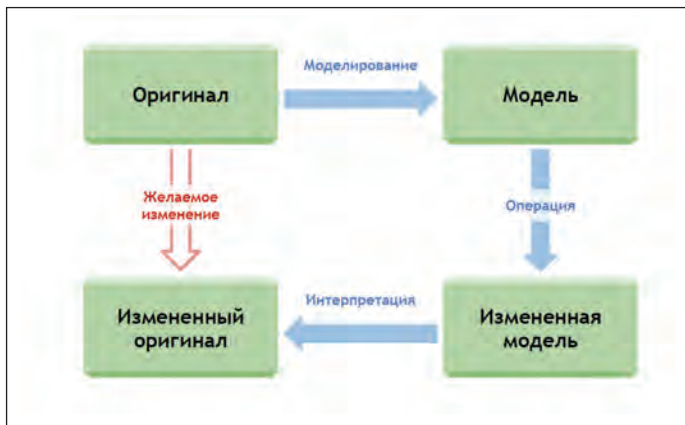 Моделирование
Оригинал
Модель
Желаемое
изменение
Операция
Интерпретация
Измененный
оригинал
Измененная
модель